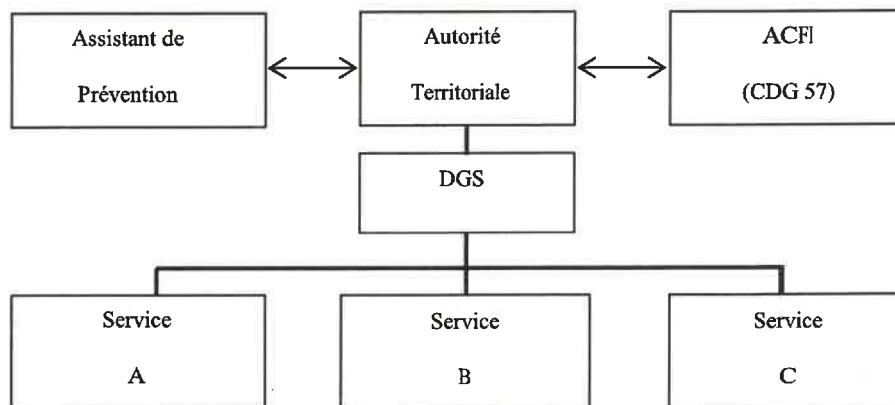 Assistant de
Prévention
Autorité
Territoriale
ACFI
(CDG 57)
DGS
Service
A
Service
B
Service
C